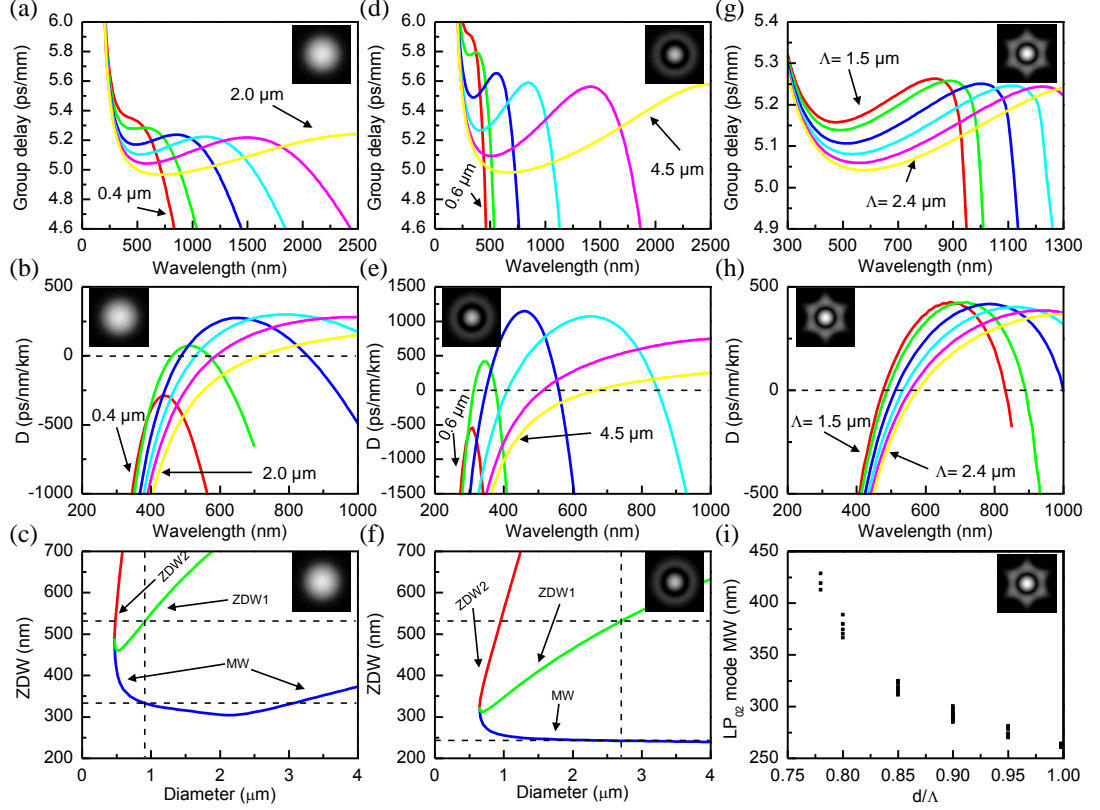 (a)
6.0
5.8
5.6
5.4
5.2
5.0
4.8
4.6
Group delay (ps/mm)
2.0 μm
0.4 μm
0 500 1000 1500 2000 2500
Wavelength (nm)
(d)
6.0
5.8
5.6
5.4
5.2
5.0
4.8
4.6
Group delay (ps/mm)
0.6 μm
4.5 μm
0 500 1000 1500 2000 2500
Wavelength (nm)
(g)
5.4
5.3
5.2
5.1
5.0
4.9
Group delay (ps/mm)
Λ= 1.5 μm
Λ= 2.4 μm
300 500 700 900 1100 1300
Wavelength (nm)
(b)
500
250
0
-250
-500
-750
-1000
D (ps/nm/km)
0.4 μm
2.0 μm
200 400 600 800 1000
Wavelength (nm)
(e)
1500
1000
500
0
-500
-1000
-1500
D (ps/nm/km)
0.6 μm
4.5 μm
200 400 600 800 1000
Wavelength (nm)
(h)
500
0
-500
D (ps/nm/km)
Λ= 1.5 μm
Λ= 2.4 μm
200 400 600 800 1000
Wavelength (nm)
(c)
700
600
500
400
300
200
ZDW (nm)
ZDW2
ZDW1
MW
0 1 2 3 4
Diameter (μm)
(f)
700
600
500
400
300
200
ZDW (nm)
ZDW2
ZDW1
MW
0 1 2 3 4
Diameter (μm)
(i)
450
400
350
300
250
LP02 mode MW (nm)
0.75 0.80 0.85 0.90 0.95 1.00
d/Λ